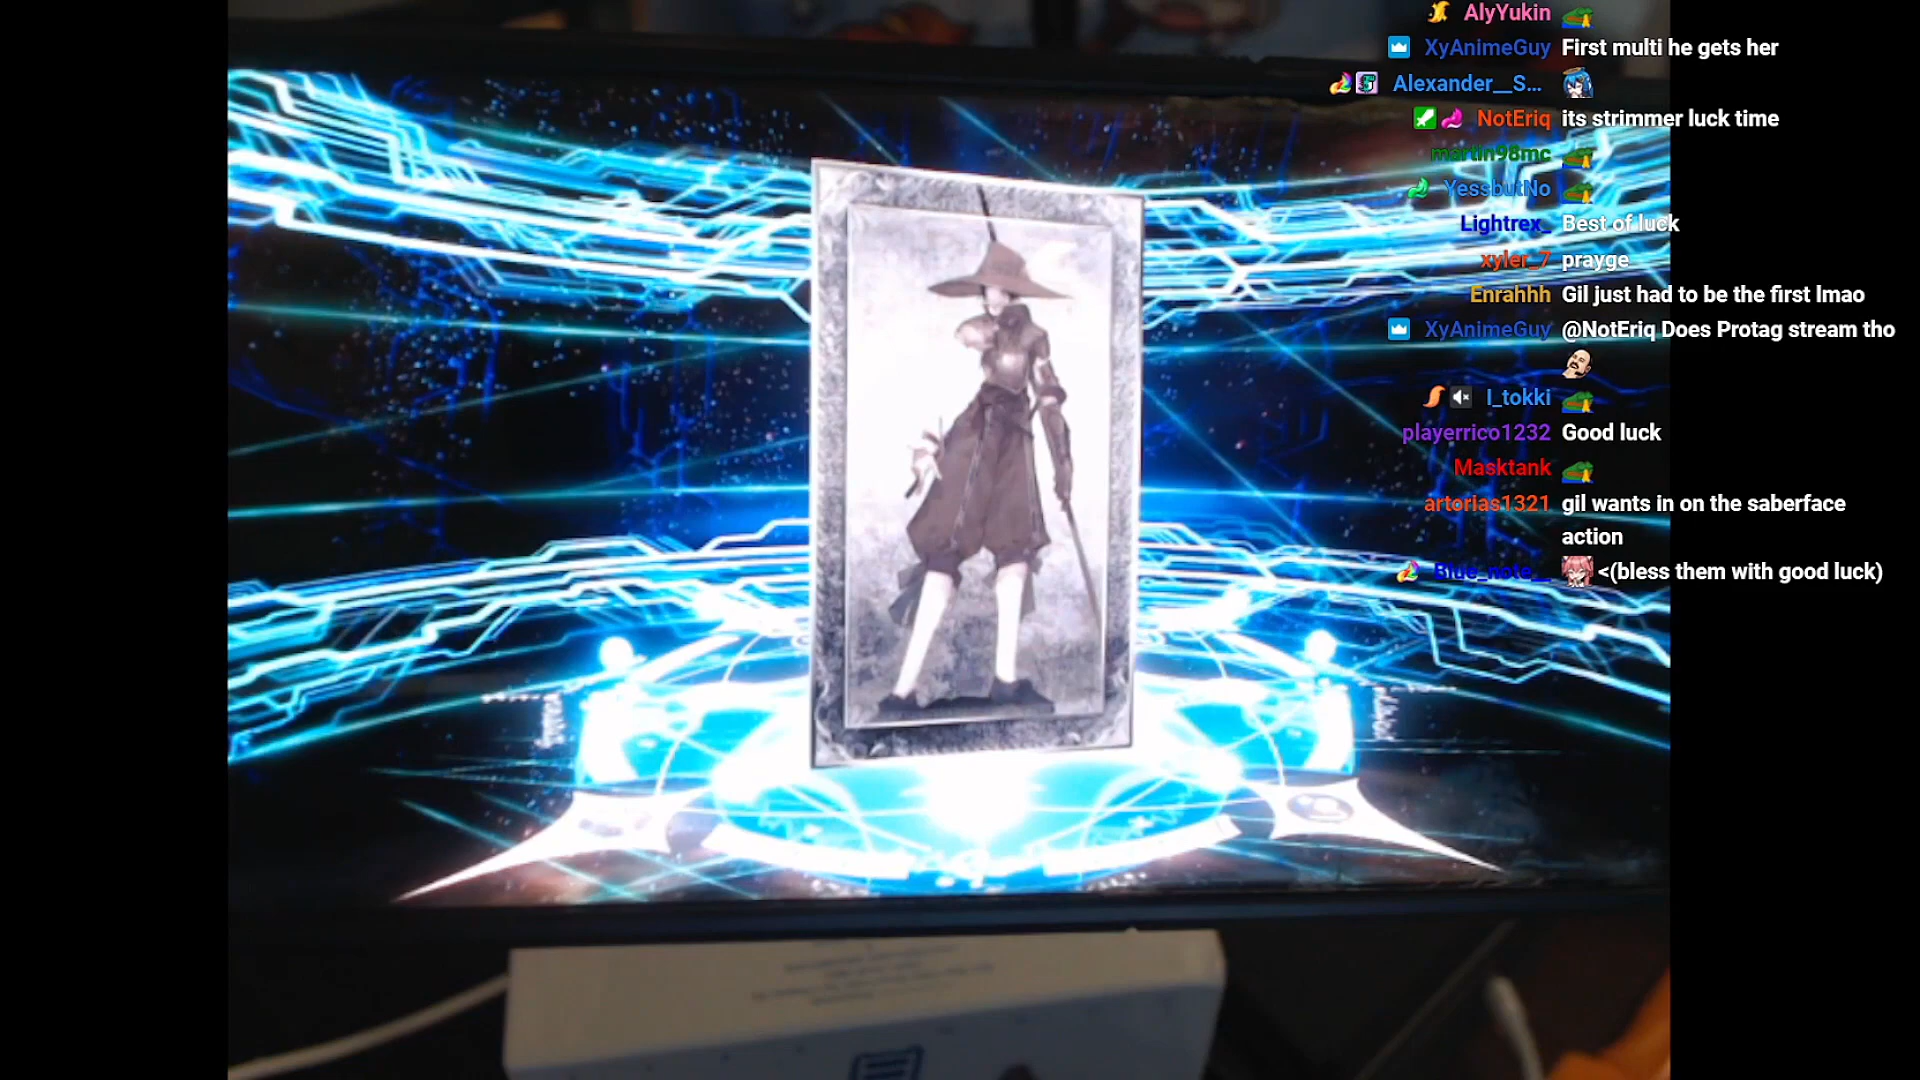 AlyYukin
XyAnimeGuy First multi he gets her
Alexander__S...
NotEriq its strimmer luck time
martin98mc
YessbutNo
Lightrex_ Best of luck
xyler_7 prayge
Enrahhh Gil just had to be the first lmao
XyAnimeGuy @NotEriq Does Protag stream tho
I_tokki
playerrico1232 Good luck
Masktank
artorias1321 gil wants in on the saberface
action
Blue_note__ <(bless them with good luck)